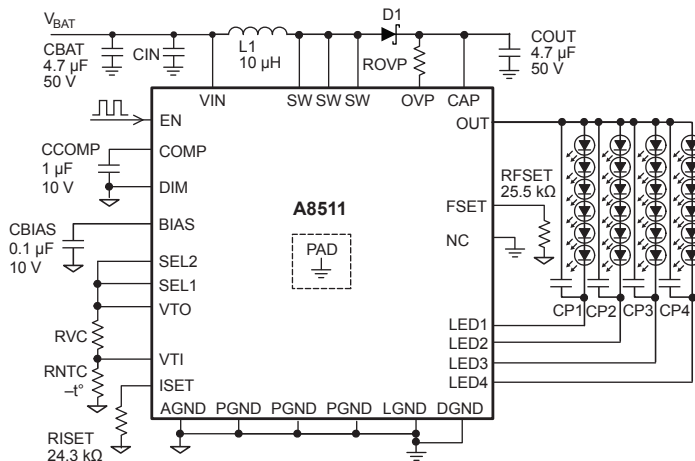 VBAT
D1
CBAT
4.7 µF
50 V
CIN
L1
10 µH
ROVP
COUT
4.7 µF
50 V
VIN
SW
SW
SW
OVP
CAP
EN
OUT
CCOMP
1 µF
10 V
COMP
DIM
RFSET
25.5 kΩ
A8511
FSET
CBIAS
0.1 µF
10 V
BIAS
PAD
NC
SEL2
SEL1
VTO
CP1
CP2
CP3
CP4
RVC
LED1
LED2
LED3
LED4
VTI
RNTC
–t°
ISET
AGND
PGND
PGND
PGND
LGND
DGND
RISET
24.3 kΩ